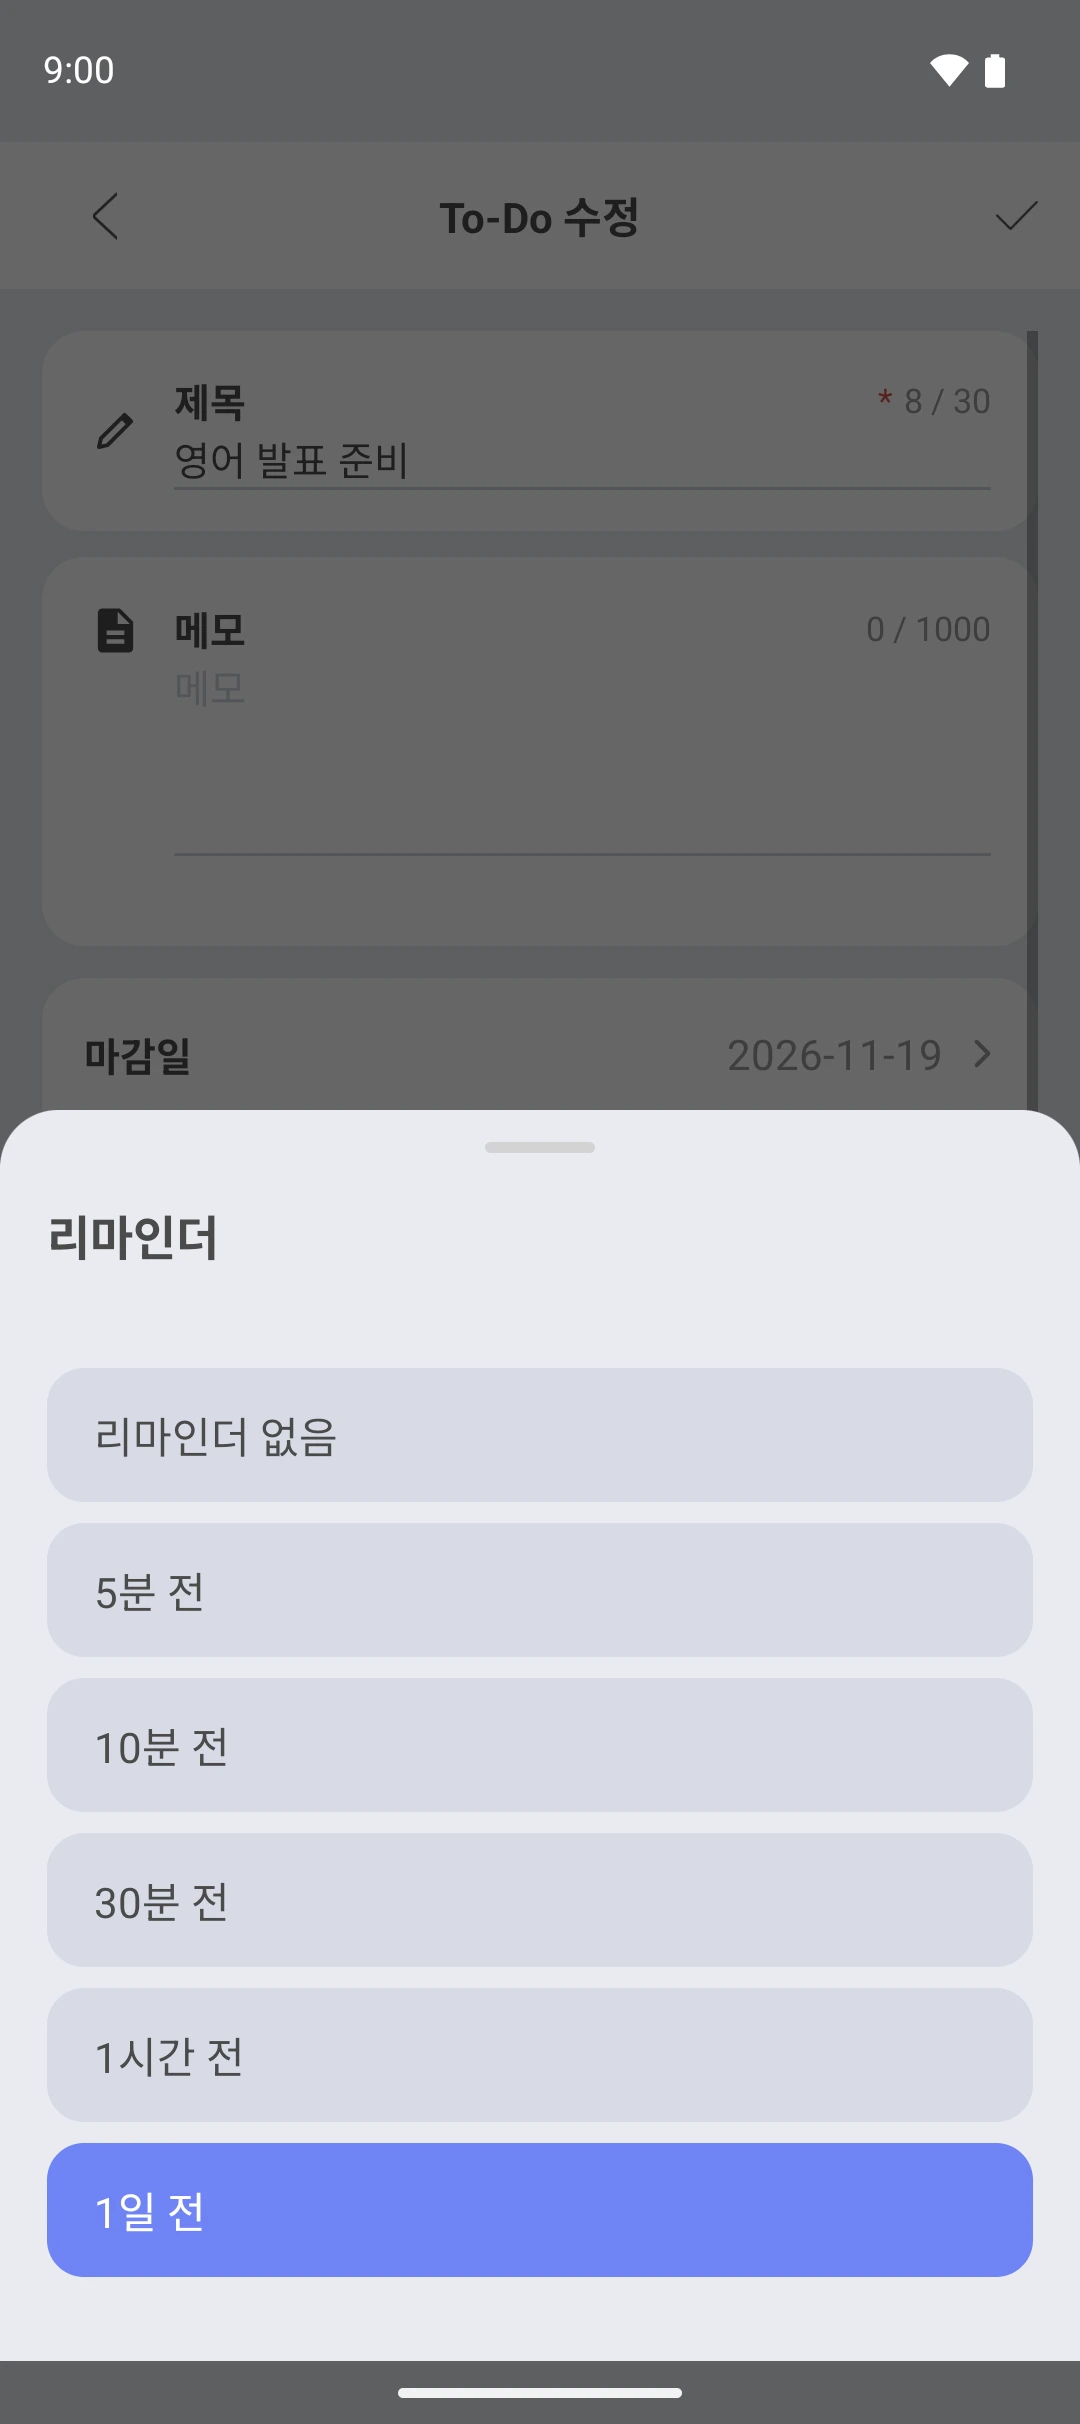 9:00
To-Do 수정
제목
* 8 / 30
영어 발표 준비
메모
0 / 1000
메모
마감일
2026-11-19
리마인더
리마인더 없음
5분 전
10분 전
30분 전
1시간 전
1일 전